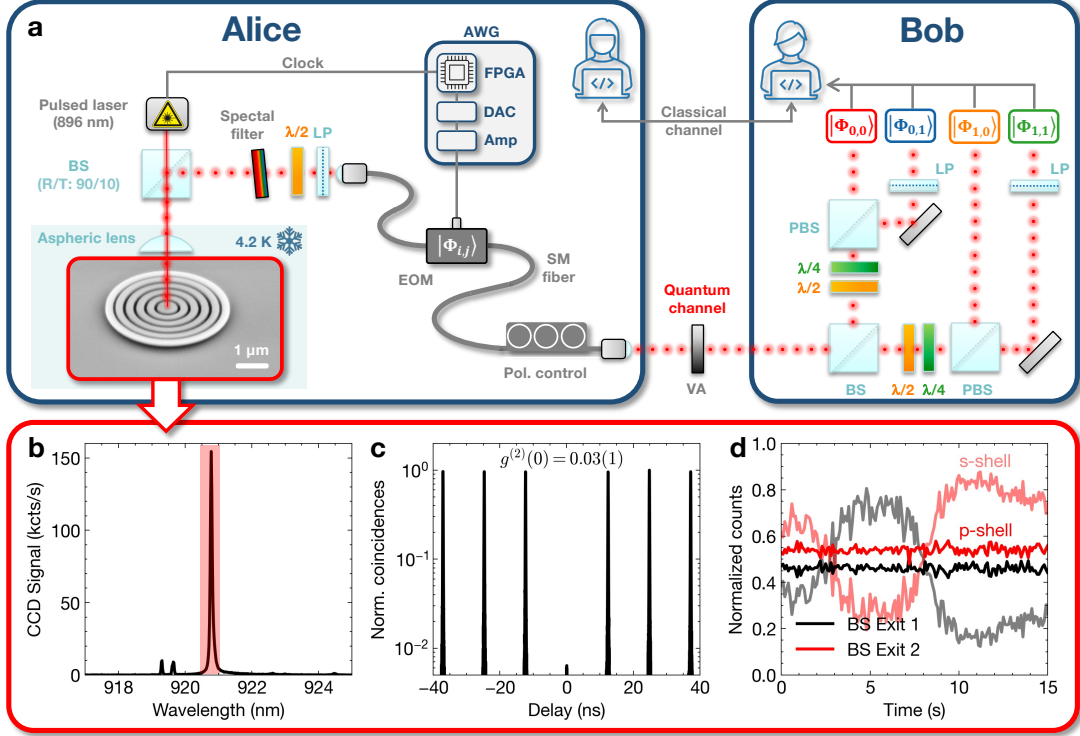 a
Alice
AWG
Clock
FPGA
DAC
Amp
Pulsed laser
(896 nm)
Spectral
filter
λ/2
LP
BS
(R/T: 90/10)
Aspheric lens
4.2 K
1 µm
|Φi,j⟩
EOM
SM
fiber
Pol. control
</>
Classical
channel
</>
Quantum
channel
VA
Bob
|Φ0,0⟩
|Φ0,1⟩
|Φ1,0⟩
|Φ1,1⟩
LP
LP
PBS
λ/4
λ/2
BS
λ/2
λ/4
PBS
b
CCD Signal (kcts/s)
150
100
50
0
918
920
922
924
Wavelength (nm)
c
g(2)(0) = 0.03(1)
Norm. coincidences
10⁰
10⁻¹
10⁻²
−40
−20
0
20
40
Delay (ns)
d
Normalized counts
1.0
0.8
0.6
0.4
0.2
0.0
s-shell
p-shell
BS Exit 1
BS Exit 2
0
5
10
15
Time (s)